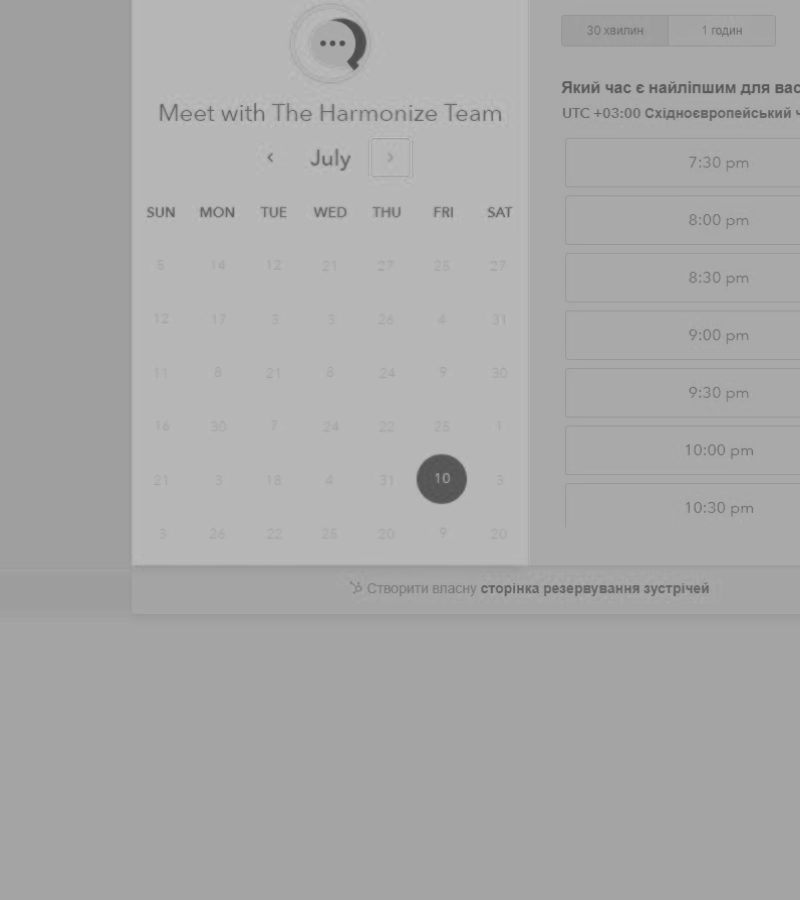 Meet with The Harmonize Team
July
SUN MON TUE WED THU FRI SAT
5 14 12 21 27 25 27
12 17 3 3 26 4 31
11 8 21 8 24 9 30
16 30 7 24 22 25 1
21 3 18 4 31 10 3
3 26 22 25 20 9 20
30 хвилин 1 годин
Який час є найліпшим для вас
UTC +03:00 Східноєвропейський ч
7:30 pm
8:00 pm
8:30 pm
9:00 pm
9:30 pm
10:00 pm
10:30 pm
Створити власну сторінка резервування зустрічей